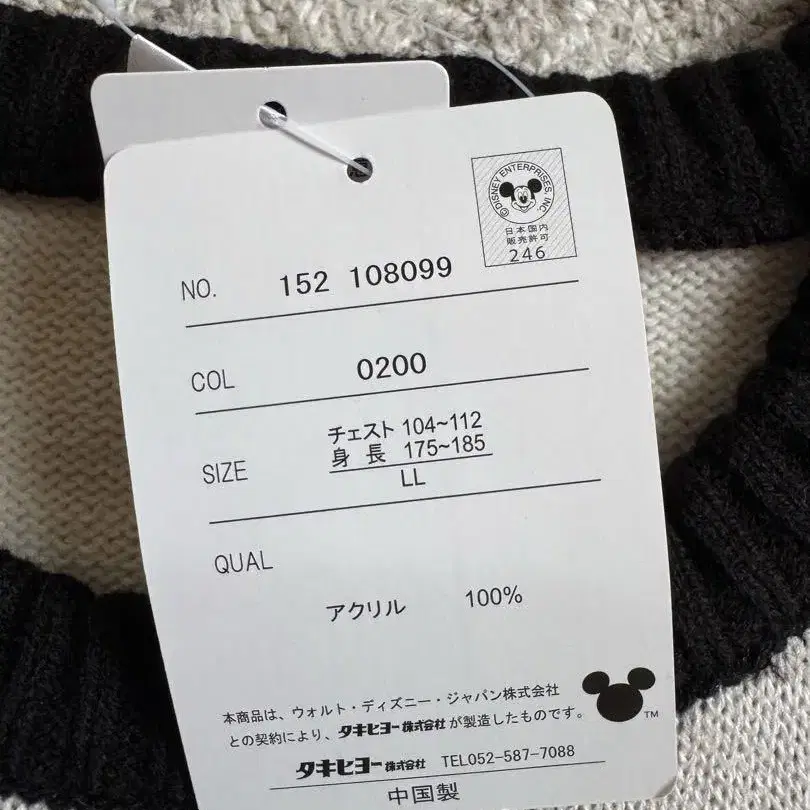 ©DISNEY ENTERPRISES, INC.
日本国内
販売許可
246
NO. 152 108099
COL 0200
チェスト 104~112
身長 175~185
SIZE
LL
QUAL
アクリル 100%
本商品は、ウォルト・ディズニー・ジャパン株式会社
との契約により、タキヒヨー株式会社が製造したものです。
TM
タキヒヨー株式会社 TEL052-587-7088
中国製